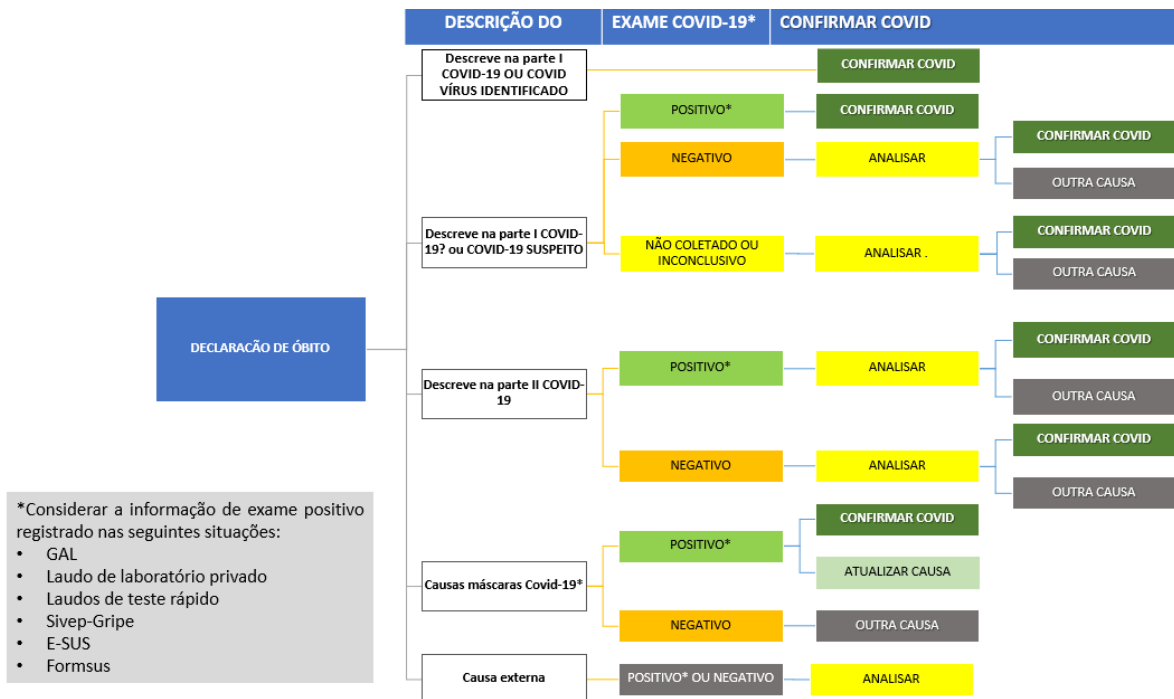 DESCRIÇÃO DO
EXAME COVID-19*
CONFIRMAR COVID
Descreve na parte I
COVID-19 OU COVID
VÍRUS IDENTIFICADO
CONFIRMAR COVID
POSITIVO*
CONFIRMAR COVID
NEGATIVO
ANALISAR
CONFIRMAR COVID
OUTRA CAUSA
Descreve na parte I COVID-
19? ou COVID-19 SUSPEITO
NÃO COLETADO OU
INCONCLUSIVO
ANALISAR .
CONFIRMAR COVID
OUTRA CAUSA
DECLARACÃO DE ÓBITO
Descreve na parte II COVID-
19
POSITIVO*
ANALISAR
CONFIRMAR COVID
OUTRA CAUSA
NEGATIVO
ANALISAR
CONFIRMAR COVID
OUTRA CAUSA
Causas máscaras Covid-19*
POSITIVO*
CONFIRMAR COVID
ATUALIZAR CAUSA
NEGATIVO
OUTRA CAUSA
Causa externa
POSITIVO* OU NEGATIVO
ANALISAR
*Considerar a informação de exame positivo
registrado nas seguintes situações:
• GAL
• Laudo de laboratório privado
• Laudos de teste rápido
• Sivep-Gripe
• E-SUS
• Formsus